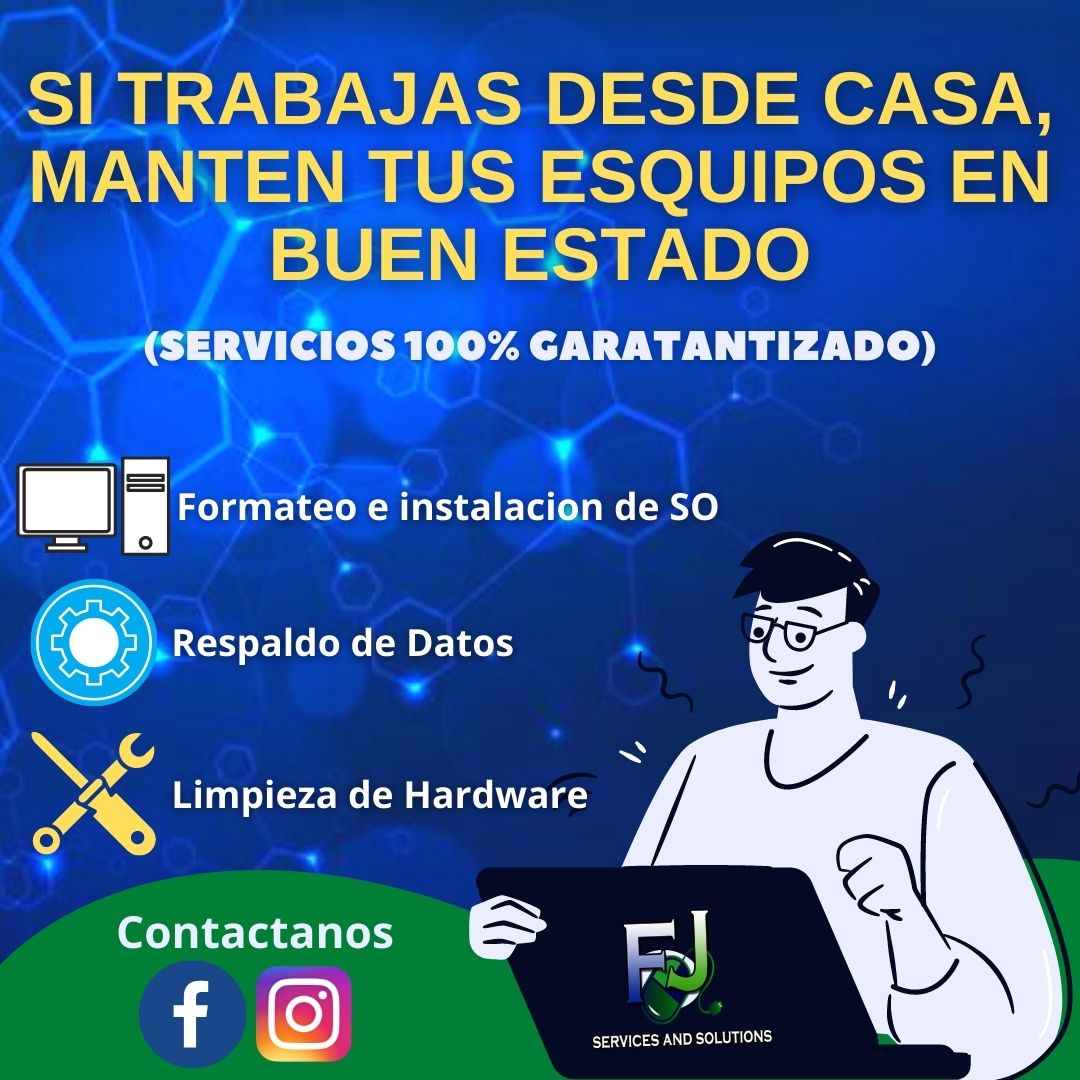 SI TRABAJAS DESDE CASA,
MANTEN TUS ESQUIPOS EN
BUEN ESTADO
(SERVICIOS 100% GARATANTIZADO)
Formateo e instalacion de SO
Respaldo de Datos
Limpieza de Hardware
Contactanos
FJ
SERVICES AND SOLUTIONS